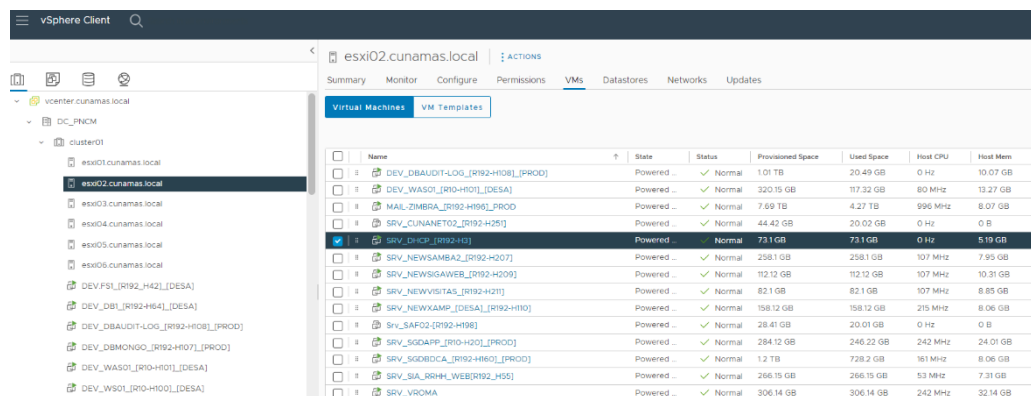 vSphere Client
esxi02.cunamas.local ACTIONS
Summary Monitor Configure Permissions VMs Datastores Networks Updates
Virtual Machines VM Templates
vcenter.cunamas.local
DC_PNCM
cluster01
esxi01.cunamas.local
esxi02.cunamas.local
esxi03.cunamas.local
esxi04.cunamas.local
esxi05.cunamas.local
esxi06.cunamas.local
DEV.FS1_[R192_H42]_[DESA]
DEV_DB1_[R192-H64]_[DESA]
DEV_DBAUDIT-LOG_[R192-H108]_[PROD]
DEV_DBMONGO_[R192-H107]_[PROD]
DEV_WAS01_[R10-H101]_[DESA]
DEV_WS01_[R10-H100]_[DESA]
Name State Status Provisioned Space Used Space Host CPU Host Mem
DEV_DBAUDIT-LOG_[R192-H108]_[PROD] Powered ... Normal 1.01 TB 20.49 GB 0 Hz 10.07 GB
DEV_WAS01_[R10-H101]_[DESA] Powered ... Normal 320.15 GB 117.32 GB 80 MHz 13.27 GB
MAIL-ZIMBRA_[R192-H196]_PROD Powered ... Normal 7.69 TB 4.27 TB 996 MHz 8.07 GB
SRV_CUNANET02_[R192-H251] Powered ... Normal 44.42 GB 20.02 GB 0 Hz 0 B
SRV_DHCP_[R192-H3] Powered ... Normal 73.1 GB 73.1 GB 0 Hz 5.19 GB
SRV_NEWSAMBA2_[R192-H207] Powered ... Normal 258.1 GB 258.1 GB 107 MHz 7.95 GB
SRV_NEWSIGAWEB_[R192-H209] Powered ... Normal 112.12 GB 112.12 GB 107 MHz 10.31 GB
SRV_NEWVISITAS_[R192-H211] Powered ... Normal 82.1 GB 82.1 GB 107 MHz 8.85 GB
SRV_NEWXAMP_[DESA]_[R192-H110] Powered ... Normal 158.12 GB 158.12 GB 215 MHz 8.06 GB
Srv_SAF02-[R192-H198] Powered ... Normal 28.41 GB 20.01 GB 0 Hz 0 B
SRV_SGDAPP_[R10-H20]_[PROD] Powered ... Normal 284.12 GB 246.22 GB 242 MHz 24.01 GB
SRV_SGDBDCA_[R192-H160]_[PROD] Powered ... Normal 1.2 TB 728.2 GB 161 MHz 8.06 GB
SRV_SIA_RRHH_WEB[R192_H55] Powered ... Normal 266.15 GB 266.15 GB 53 MHz 7.31 GB
SRV_VROMA Powered ... Normal 306.14 GB 306.14 GB 242 MHz 32.14 GB